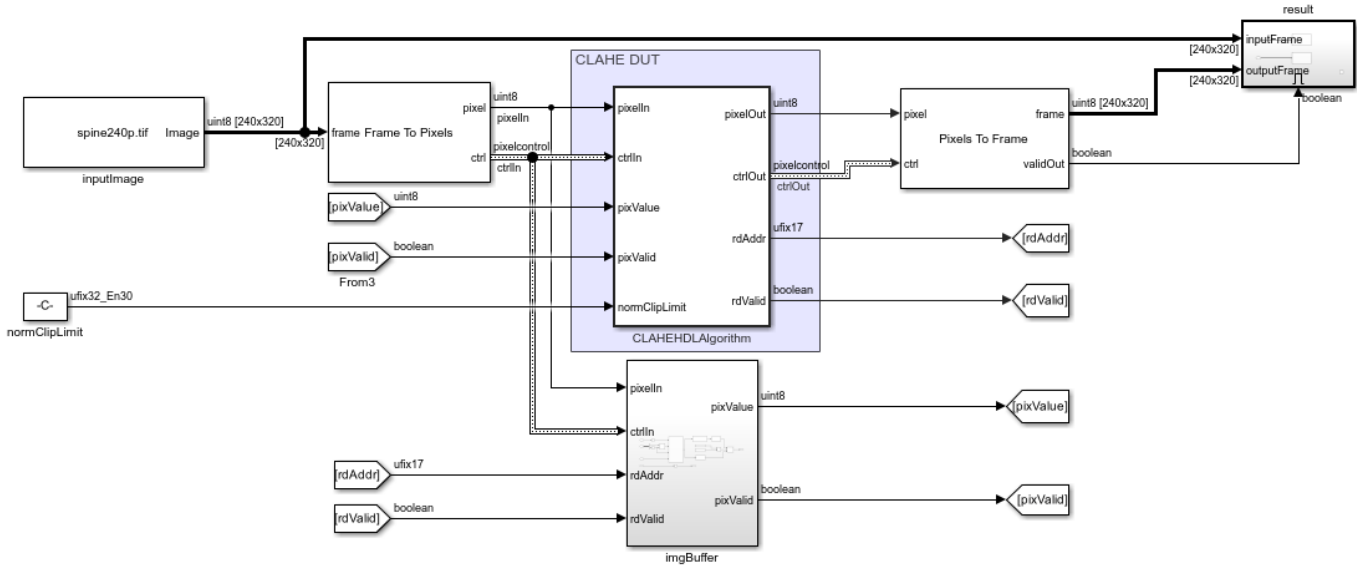 result
inputFrame
[240x320]
outputFrame
[240x320]
boolean
CLAHE DUT
spine240p.tif
Image
inputImage
uint8 [240x320]
[240x320]
frame
Frame To Pixels
pixel
ctrl
uint8
pixelIn
pixelcontrol
ctrlIn
[pixValue]
uint8
[pixValid]
boolean
From3
-C-
ufix32_En30
normClipLimit
pixelIn
ctrlIn
pixValue
pixValid
normClipLimit
pixelOut
ctrlOut
rdAddr
rdValid
CLAHEHDLAlgorithm
uint8
pixelcontrol
ctrlOut
ufix17
boolean
pixel
ctrl
Pixels To Frame
frame
validOut
uint8 [240x320]
boolean
[rdAddr]
[rdValid]
pixelIn
ctrlIn
rdAddr
rdValid
pixValue
pixValid
imgBuffer
uint8
boolean
[pixValue]
[pixValid]
[rdAddr]
ufix17
[rdValid]
boolean